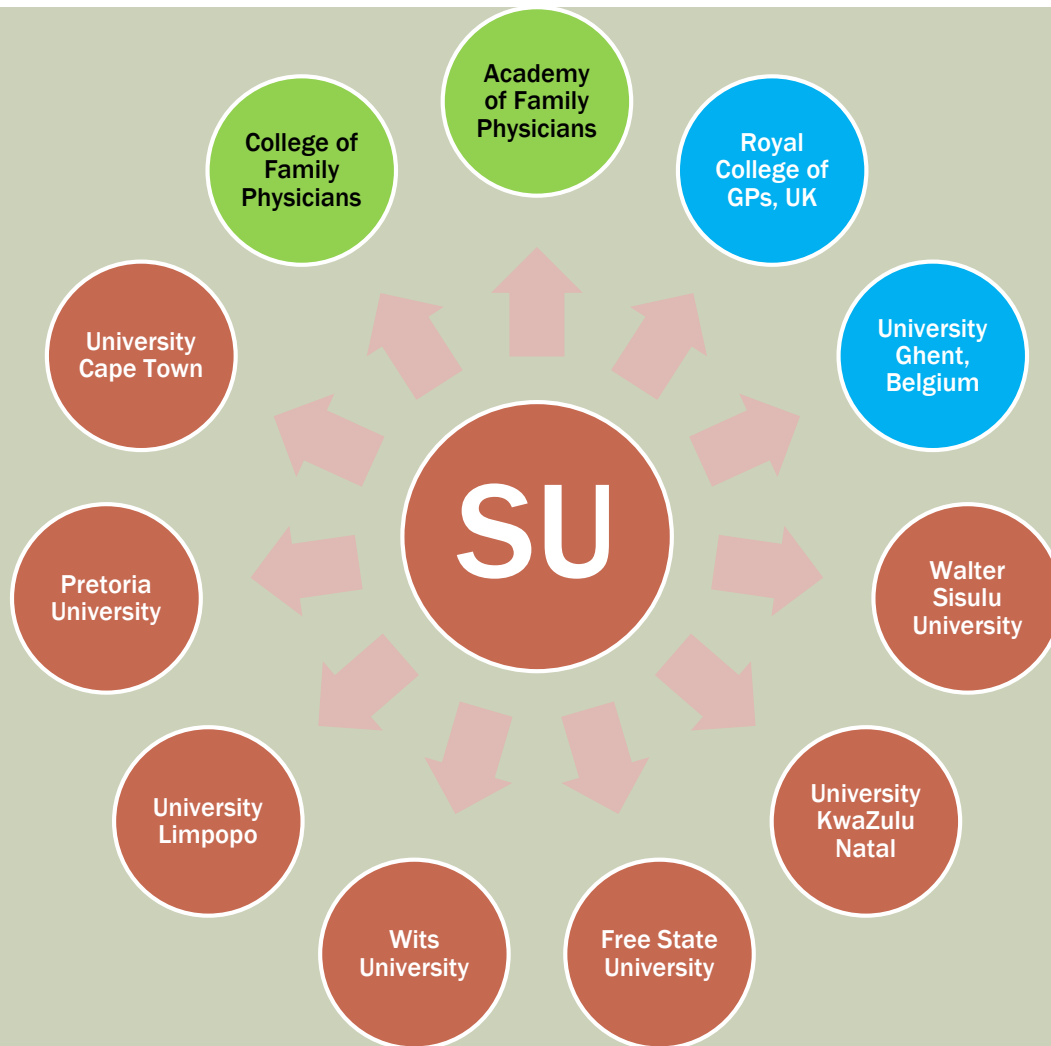 Academy
of Family
Physicians
Royal
College of
GPs, UK
University
Ghent,
Belgium
Walter
Sisulu
University
University
KwaZulu
Natal
Free State
University
Wits
University
University
Limpopo
Pretoria
University
University
Cape Town
College of
Family
Physicians
SU